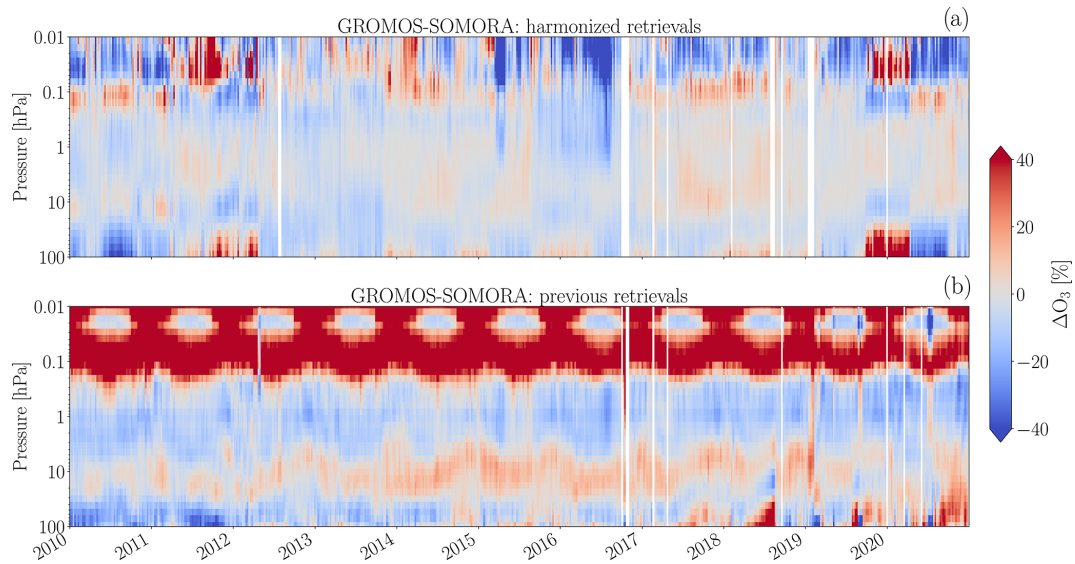 (a)
GROMOS-SOMORA: harmonized retrievals
0.01
0.1
1
10
100
Pressure [hPa]
(b)
GROMOS-SOMORA: previous retrievals
0.01
0.1
1
10
100
Pressure [hPa]
2010 2011 2012 2013 2014 2015 2016 2017 2018 2019 2020
40
20
0
−20
−40
ΔO₃ [%]